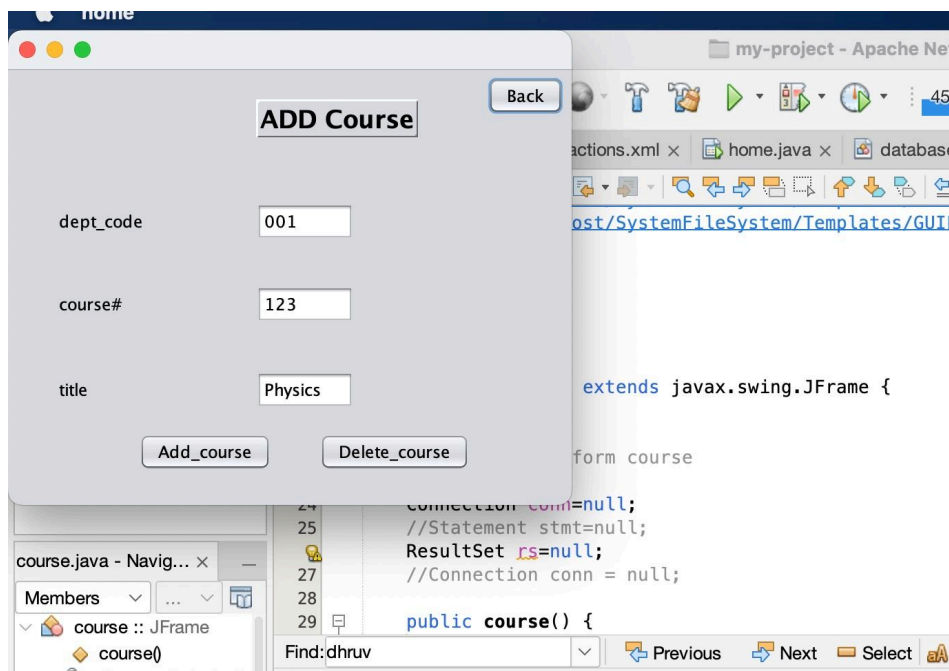 home
my-project - Apache Ne
Back
ADD Course
45
actions.xml
home.java
databas
dept_code
001
ost/SystemFileSystem/Templates/GUI
course#
123
title
Physics
extends javax.swing.JFrame {
Add_course
Delete_course
form course
24 Connection conn=null;
25 //Statement stmt=null;
ResultSet rs=null;
27 //Connection conn = null;
28
29 public course() {
course.java - Navig...
Members
...
course :: JFrame
course()
Find: dhruv
Previous
Next
Select
aA